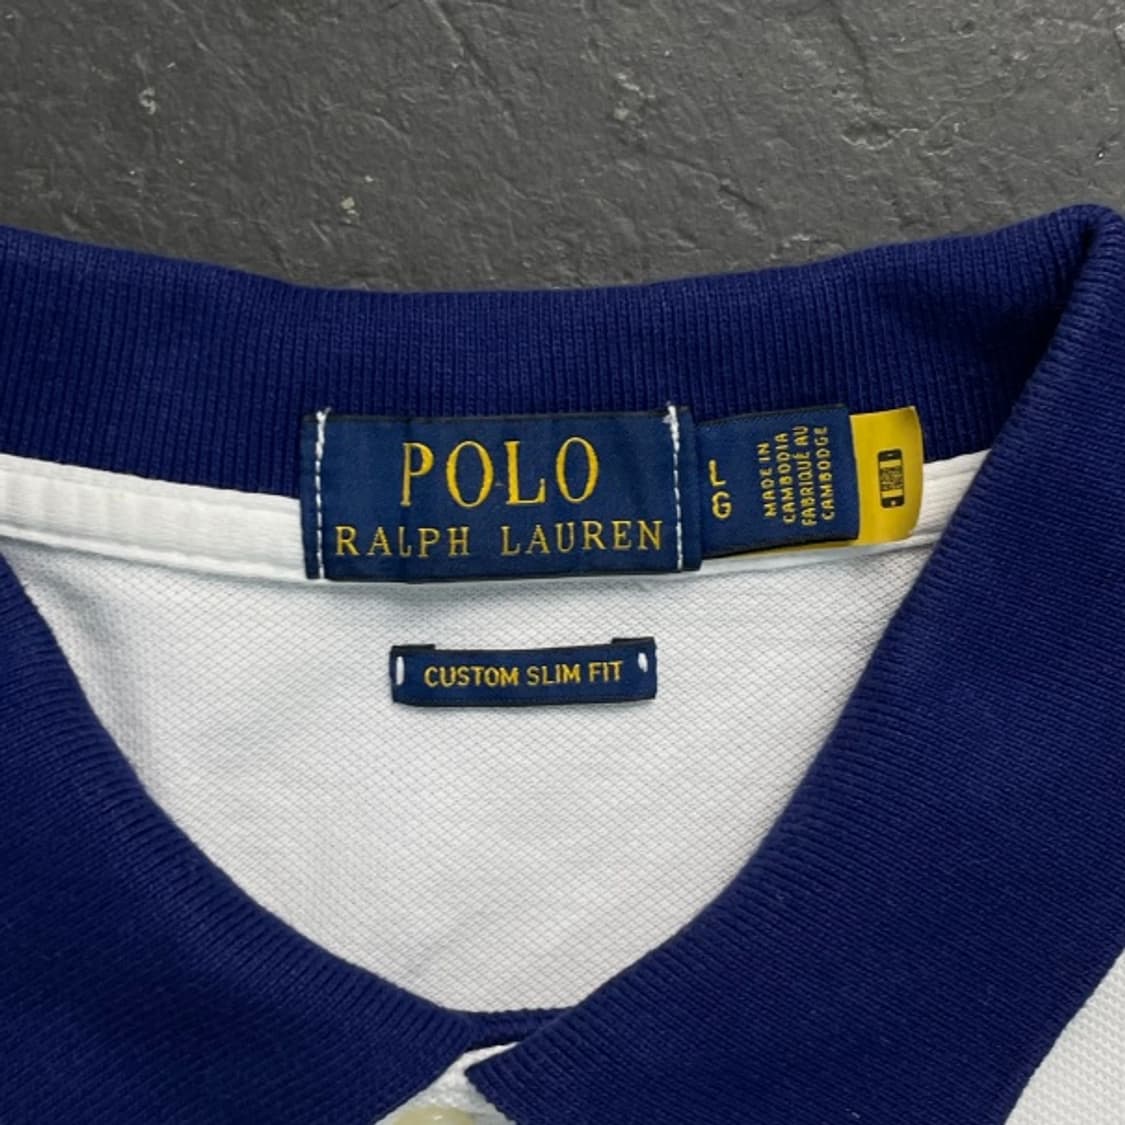 POLO
RALPH LAUREN
L
G
MADE IN
CAMBODIA
FABRIQUÉ AU
CAMBODGE
CUSTOM SLIM FIT